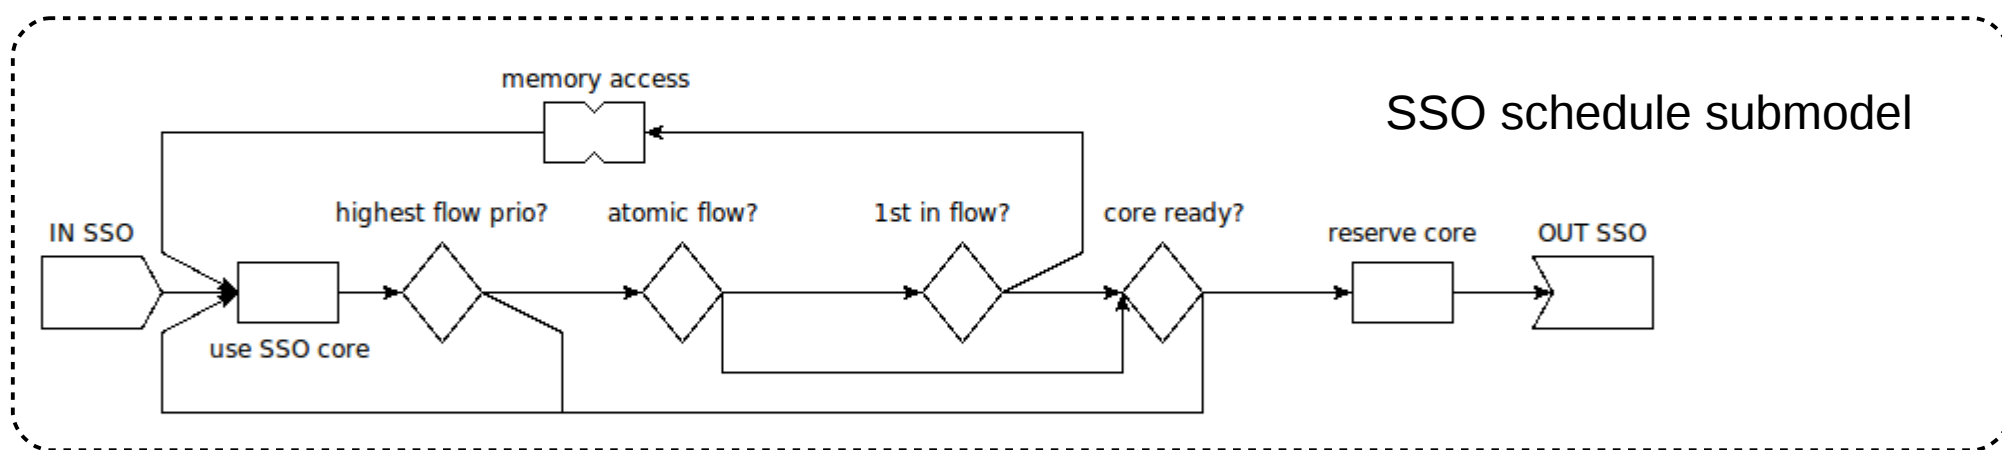 memory access
SSO schedule submodel
highest flow prio?
atomic flow?
1st in flow?
core ready?
IN SSO
reserve core
OUT SSO
use SSO core